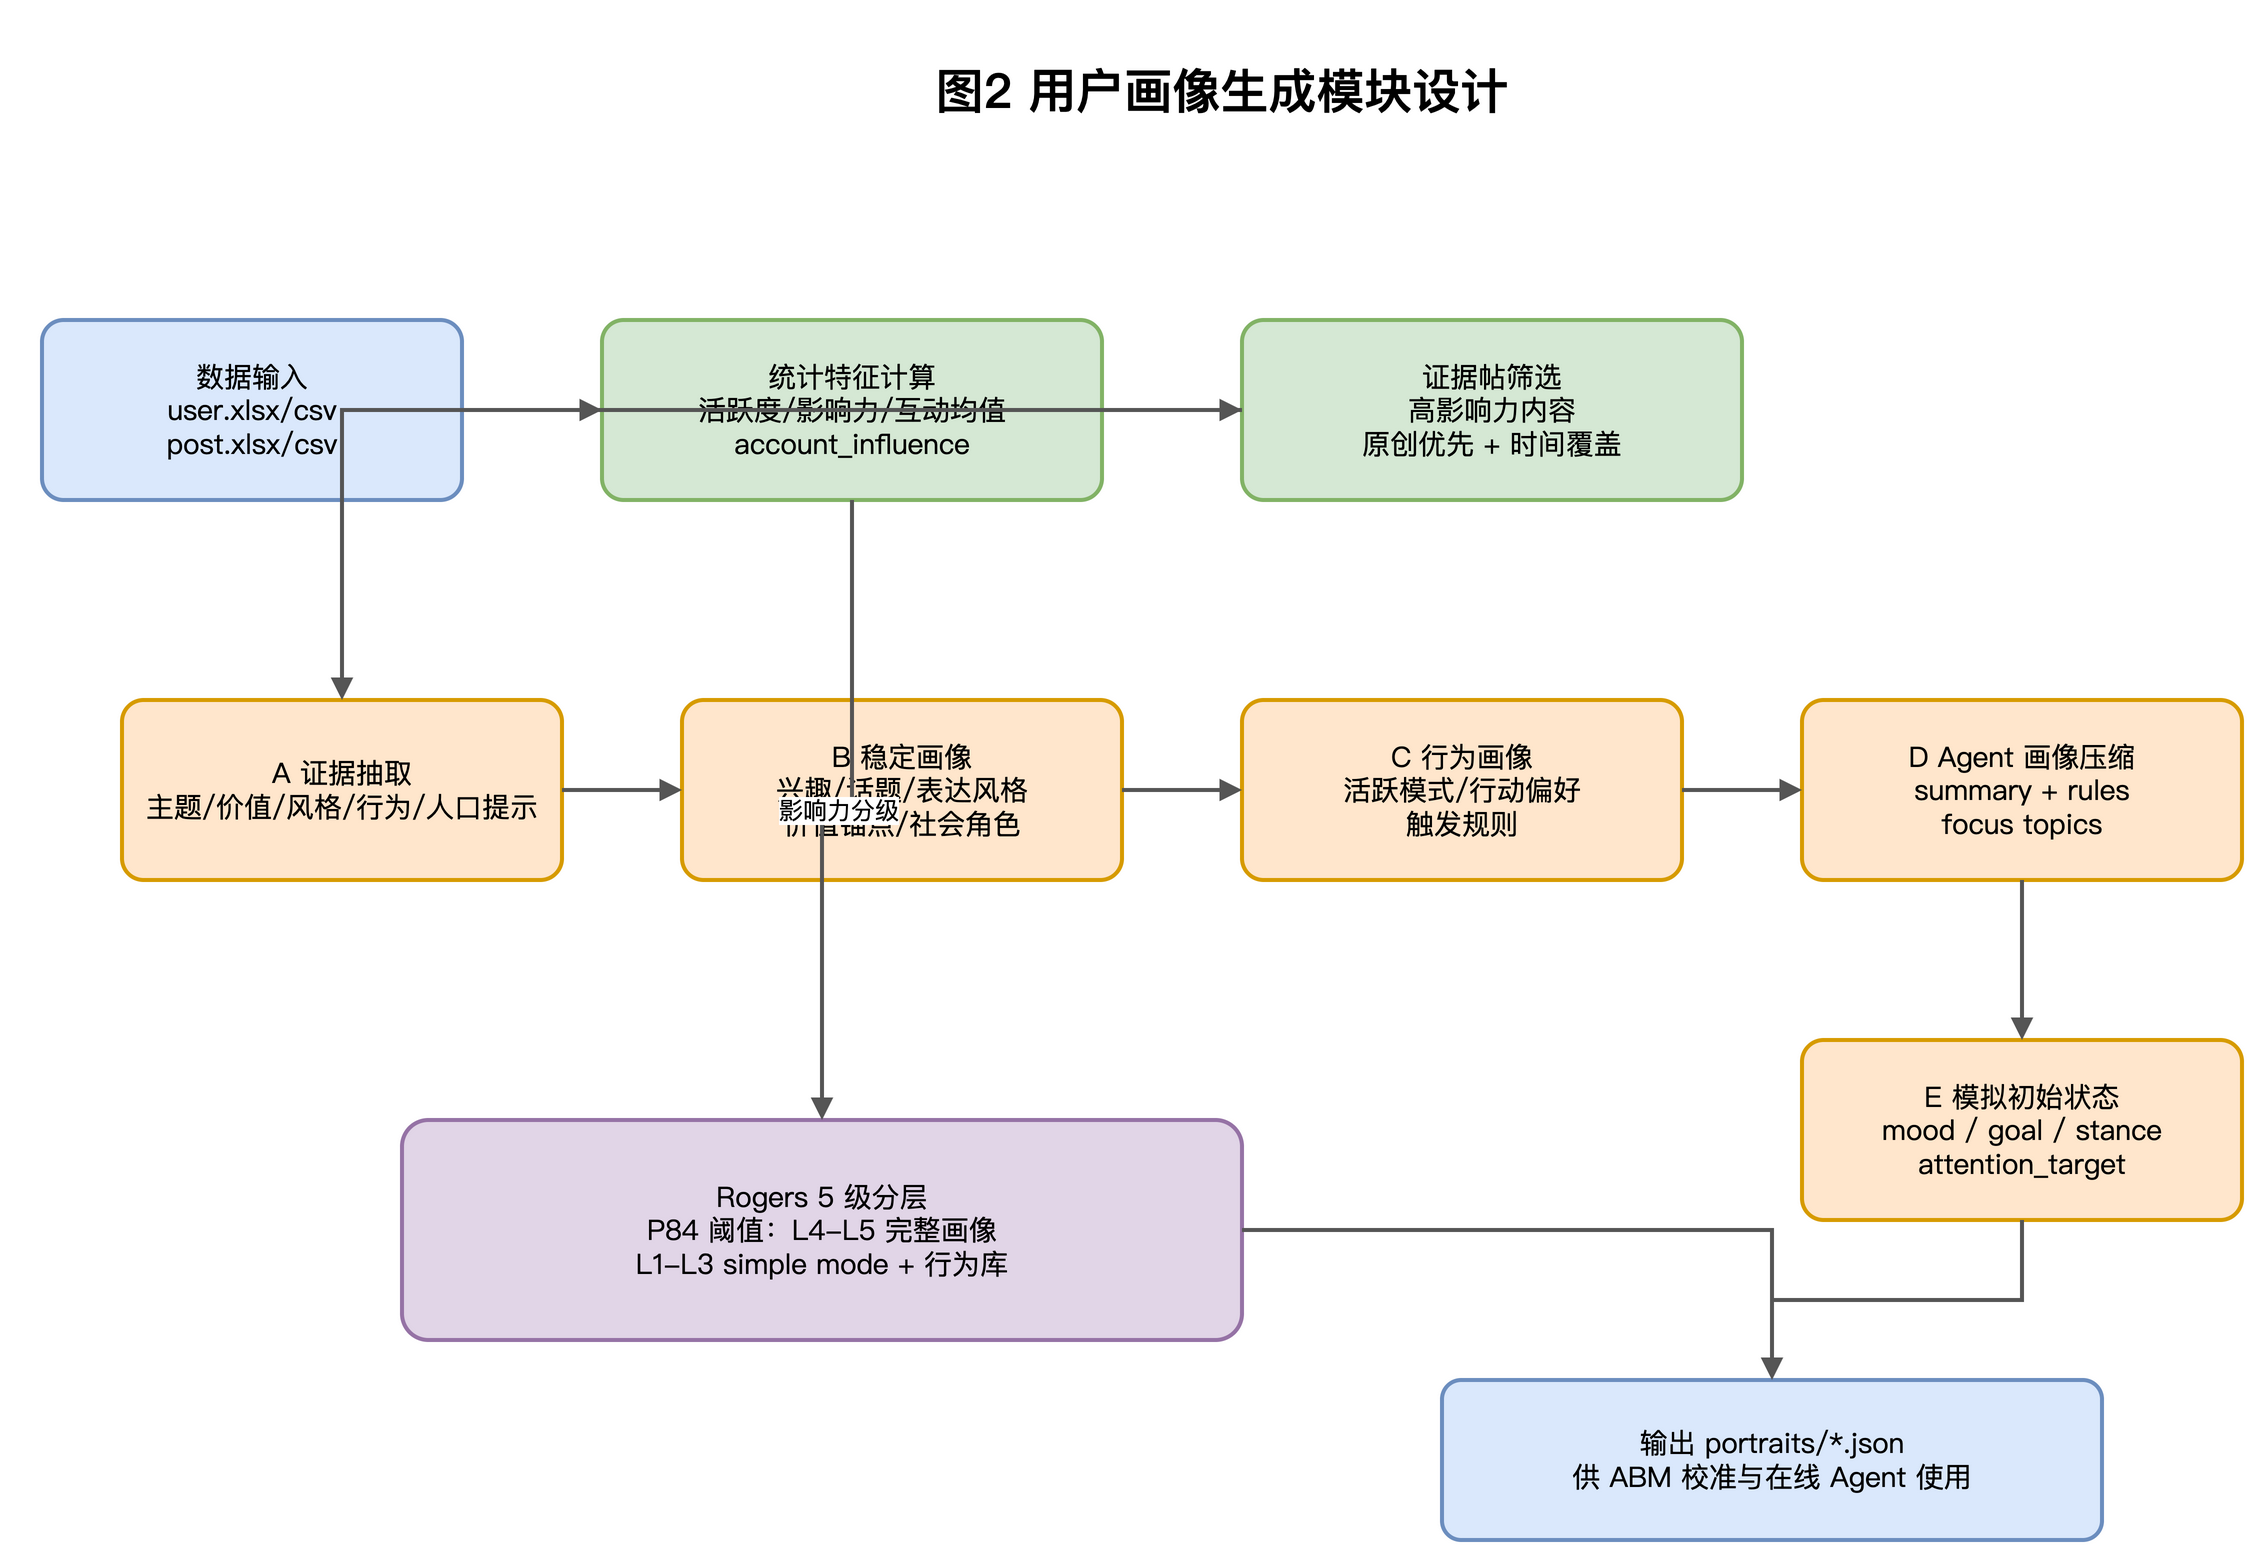 图2 用户画像生成模块设计
数据输入
user.xlsx/csv
post.xlsx/csv
统计特征计算
活跃度/影响力/互动均值
account_influence
证据帖筛选
高影响力内容
原创优先 + 时间覆盖
A 证据抽取
主题/价值/风格/行为/人口提示
B 稳定画像
兴趣/话题/表达风格
影响力分级
价值锚点/社会角色
C 行为画像
活跃模式/行动偏好
触发规则
D Agent 画像压缩
summary + rules
focus topics
E 模拟初始状态
mood / goal / stance
attention_target
Rogers 5 级分层
P84 阈值：L4–L5 完整画像
L1–L3 simple mode + 行为库
输出 portraits/*.json
供 ABM 校准与在线 Agent 使用